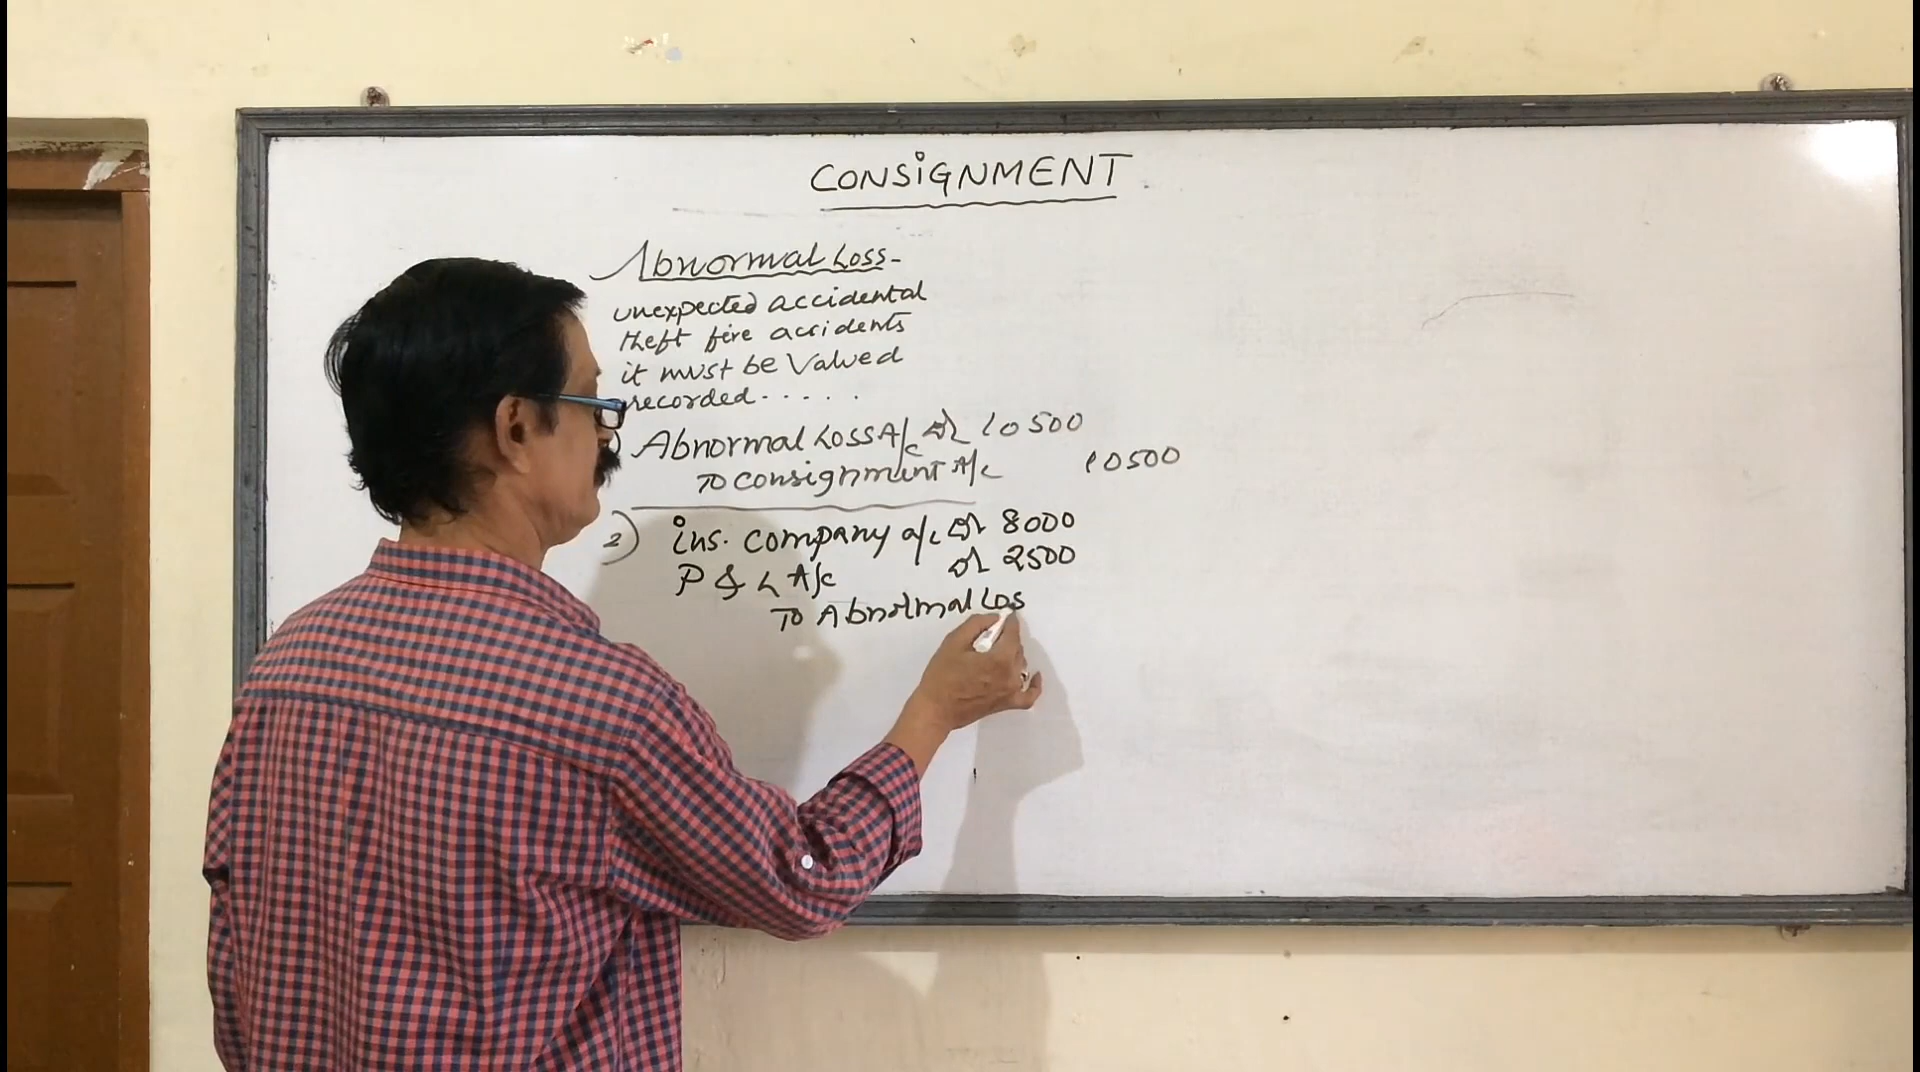 CONSIGNMENT
Abnormal Loss-
unexpected accidental
theft fire accidents
it must be valued
recorded.....
) Abnormal Loss A/c Dr 10500
To consignment A/c 10500
2) ins. company a/c Dr 8000
P & L A/c Dr 2500
To Abnormal Los